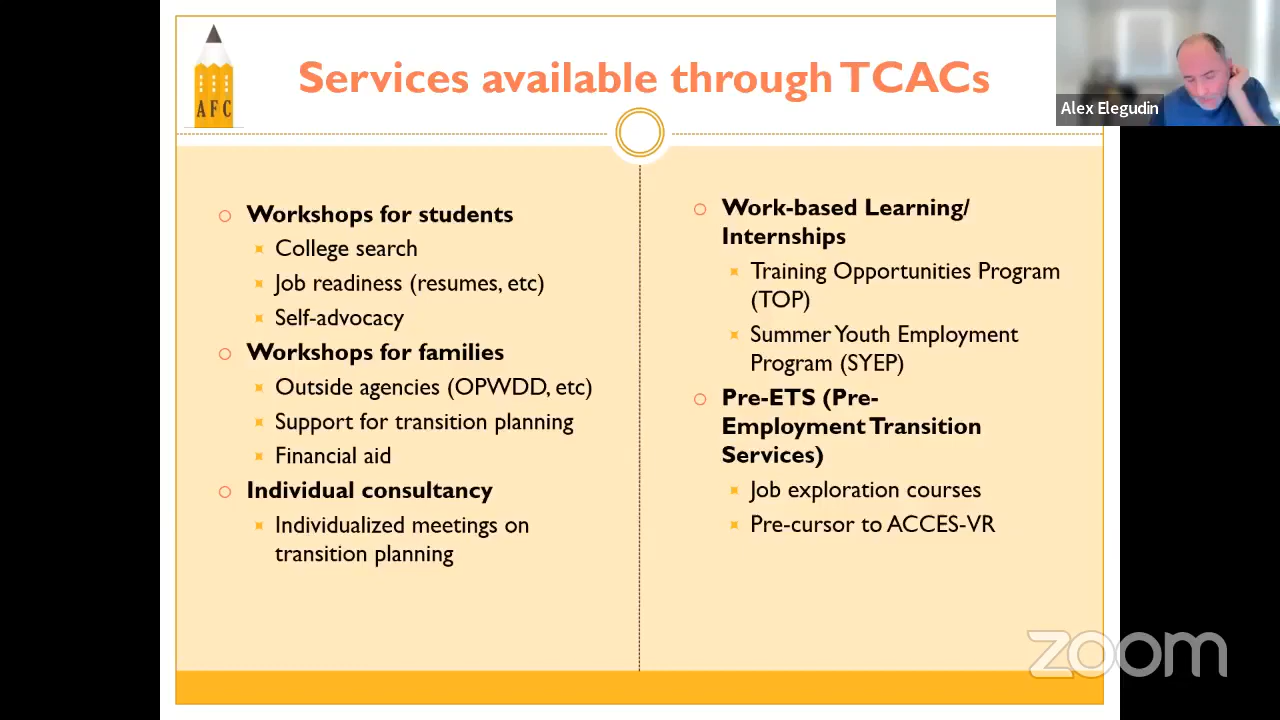 AFC
Services available through TCACs
Alex Elegudin
Workshops for students
College search
Job readiness (resumes, etc)
Self-advocacy
Workshops for families
Outside agencies (OPWDD, etc)
Support for transition planning
Financial aid
Individual consultancy
Individualized meetings on
transition planning
Work-based Learning/
Internships
Training Opportunities Program
(TOP)
Summer Youth Employment
Program (SYEP)
Pre-ETS (Pre-
Employment Transition
Services)
Job exploration courses
Pre-cursor to ACCES-VR
zoom